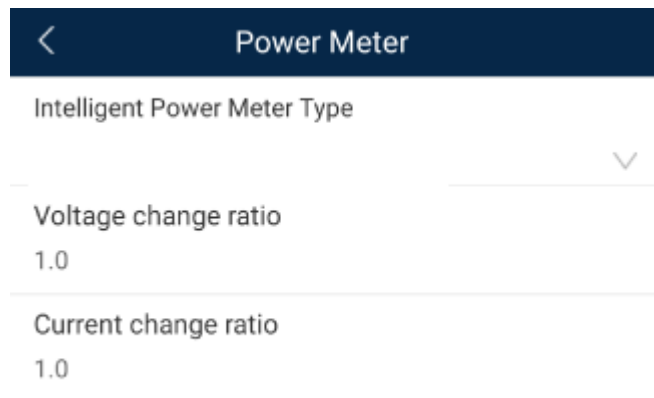 Power Meter
Intelligent Power Meter Type
Voltage change ratio
1.0
Current change ratio
1.0